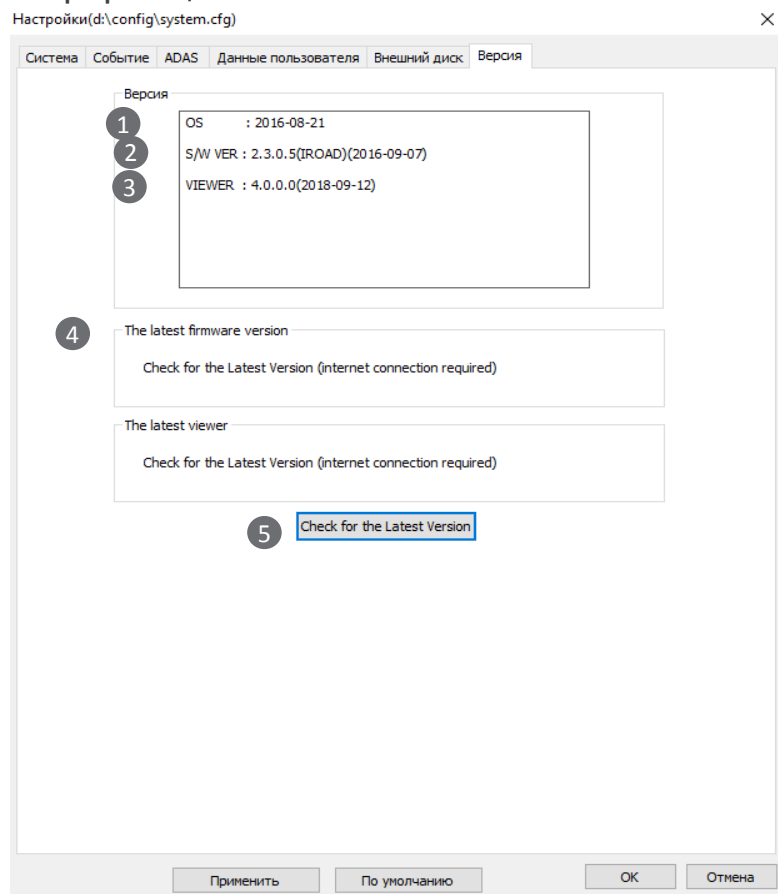 Настройки(d:\config\system.cfg)
Система Событие ADAS Данные пользователя Внешний диск Версия
Версия
1 OS : 2016-08-21
2 S/W VER : 2.3.0.5(IROAD)(2016-09-07)
3 VIEWER : 4.0.0.0(2018-09-12)
4 The latest firmware version
Check for the Latest Version (internet connection required)
The latest viewer
Check for the Latest Version (internet connection required)
5 Check for the Latest Version
Применить По умолчанию OK Отмена